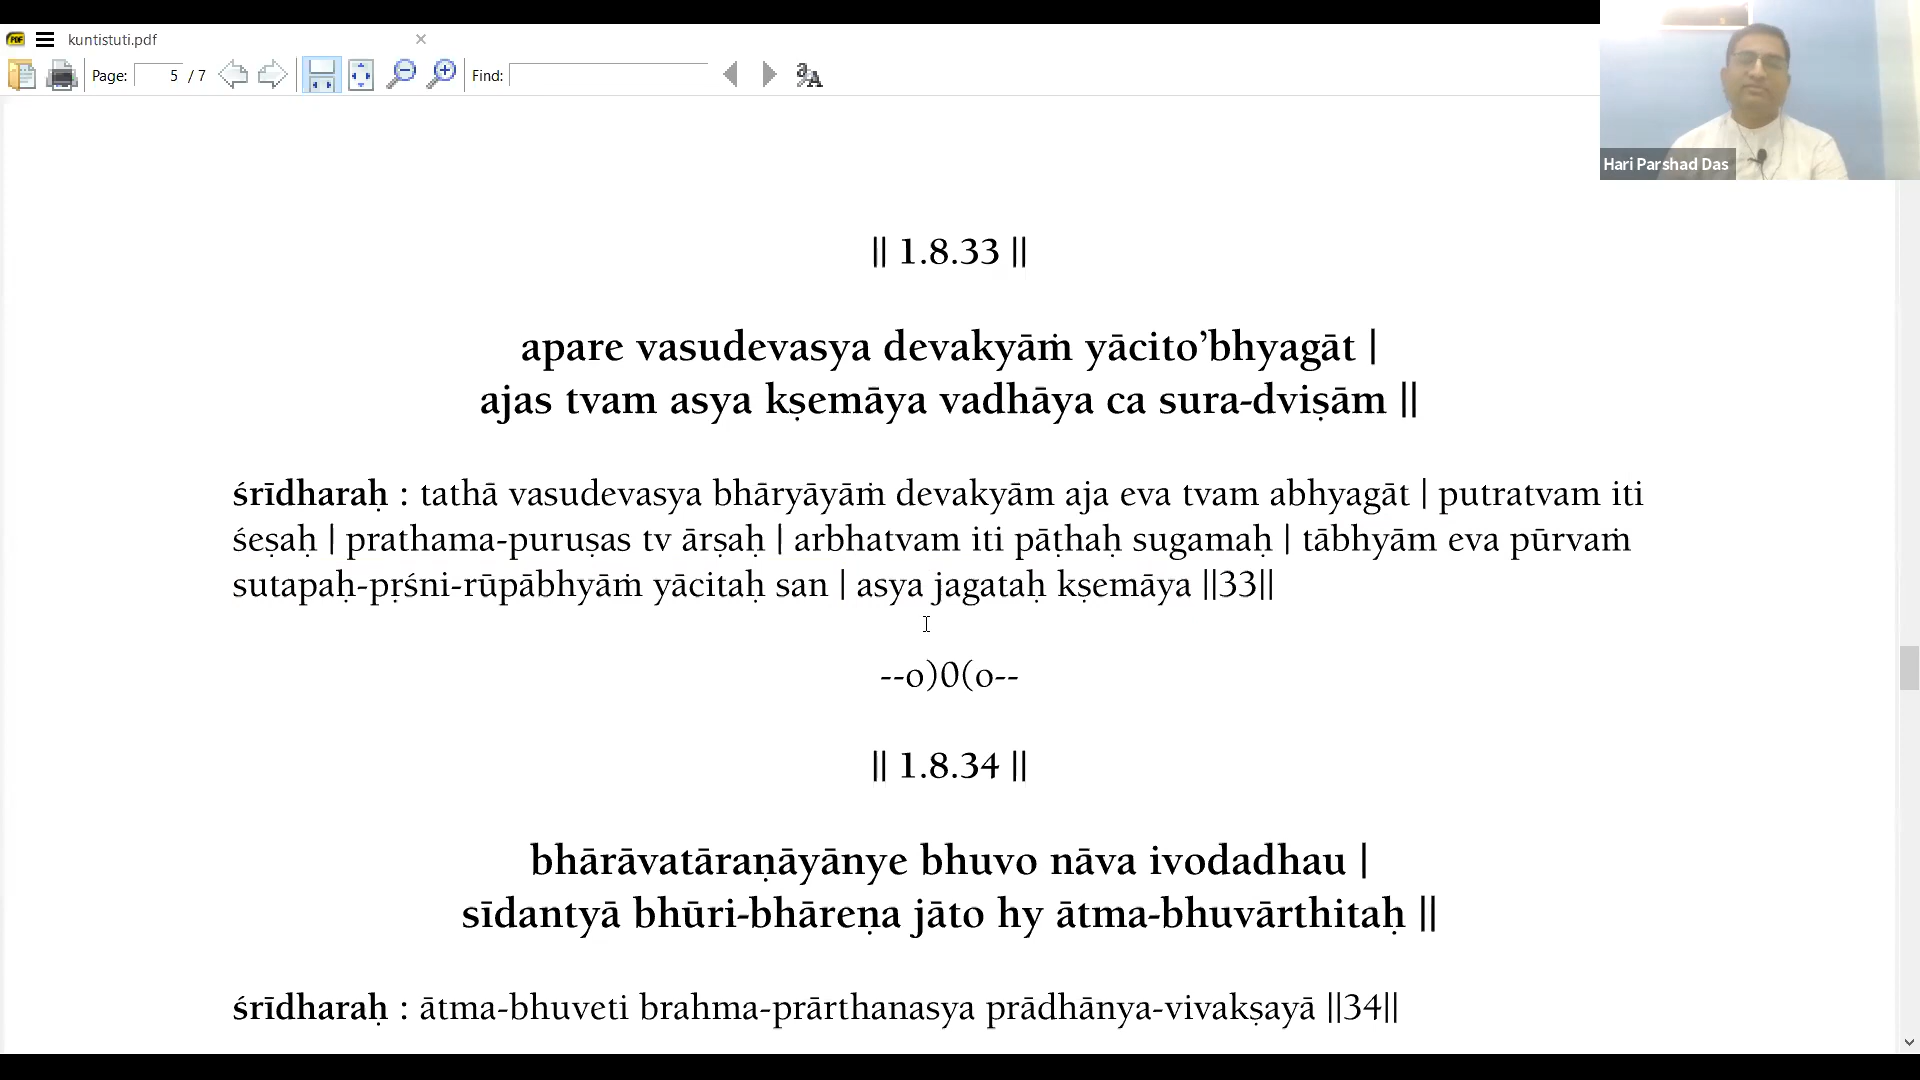 kuntistuti.pdf
Page: 5 / 7 Find:
Hari Parshad Das
|| 1.8.33 ||
apare vasudevasya devakyāṁ yācito’bhyagāt |
ajas tvam asya kṣemāya vadhāya ca sura-dviṣām ||
śrīdharaḥ : tathā vasudevasya bhāryāyāṁ devakyām aja eva tvam abhyagāt | putratvam iti
śeṣaḥ | prathama-puruṣas tv ārṣaḥ | arbhatvam iti pāṭhaḥ sugamaḥ | tābhyām eva pūrvaṁ
sutapaḥ-pṛśni-rūpābhyāṁ yācitaḥ san | asya jagataḥ kṣemāya ||33||
--o)0(o--
|| 1.8.34 ||
bhārāvatāraṇāyānye bhuvo nāva ivodadhau |
sīdantyā bhūri-bhāreṇa jāto hy ātma-bhuvārthitaḥ ||
śrīdharaḥ : ātma-bhuveti brahma-prārthanasya prādhānya-vivakṣayā ||34||